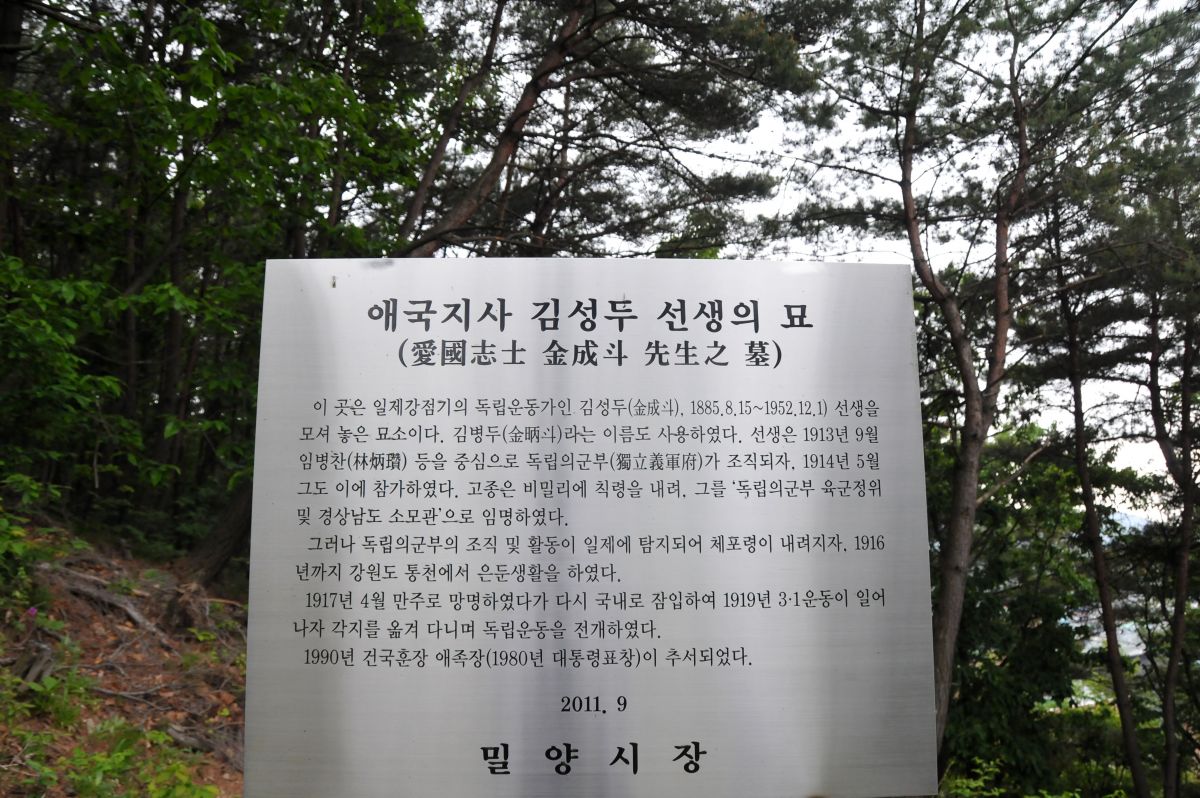 애국지사 김성두 선생의 묘
(愛國志士 金成斗 先生之 墓)
이 곳은 일제강점기의 독립운동가인 김성두(金成斗, 1885.8.15~1952.12.1) 선생을
모셔 놓은 묘소이다. 김병두(金昞斗)라는 이름도 사용하였다. 선생은 1913년 9월
임병찬(林炳瓚) 등을 중심으로 독립의군부(獨立義軍府)가 조직되자, 1914년 5월
그도 이에 참가하였다. 고종은 비밀리에 칙령을 내려, 그를 '독립의군부 육군정위
및 경상남도 소모관'으로 임명하였다.
그러나 독립의군부의 조직 및 활동이 일제에 탐지되어 체포령이 내려지자, 1916
년까지 강원도 통천에서 은둔생활을 하였다.
1917년 4월 만주로 망명하였다가 다시 국내로 잠입하여 1919년 3·1운동이 일어
나자 각지를 옮겨 다니며 독립운동을 전개하였다.
1990년 건국훈장 애족장(1980년 대통령표창)이 추서되었다.
2011. 9
밀양시장